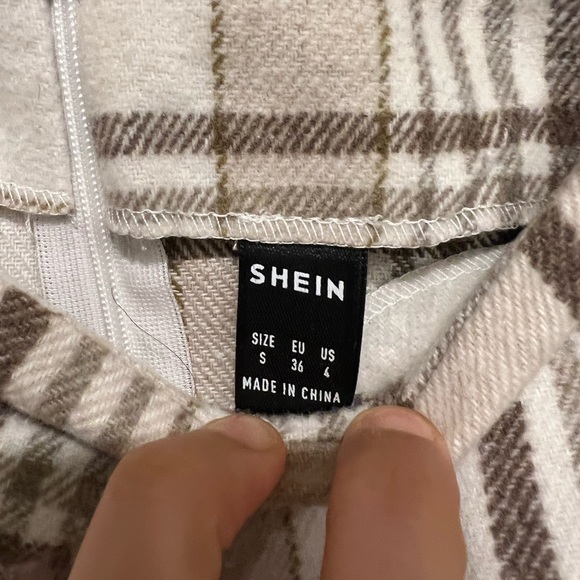 SHEIN
SIZE EU US
S 36 4
MADE IN CHINA